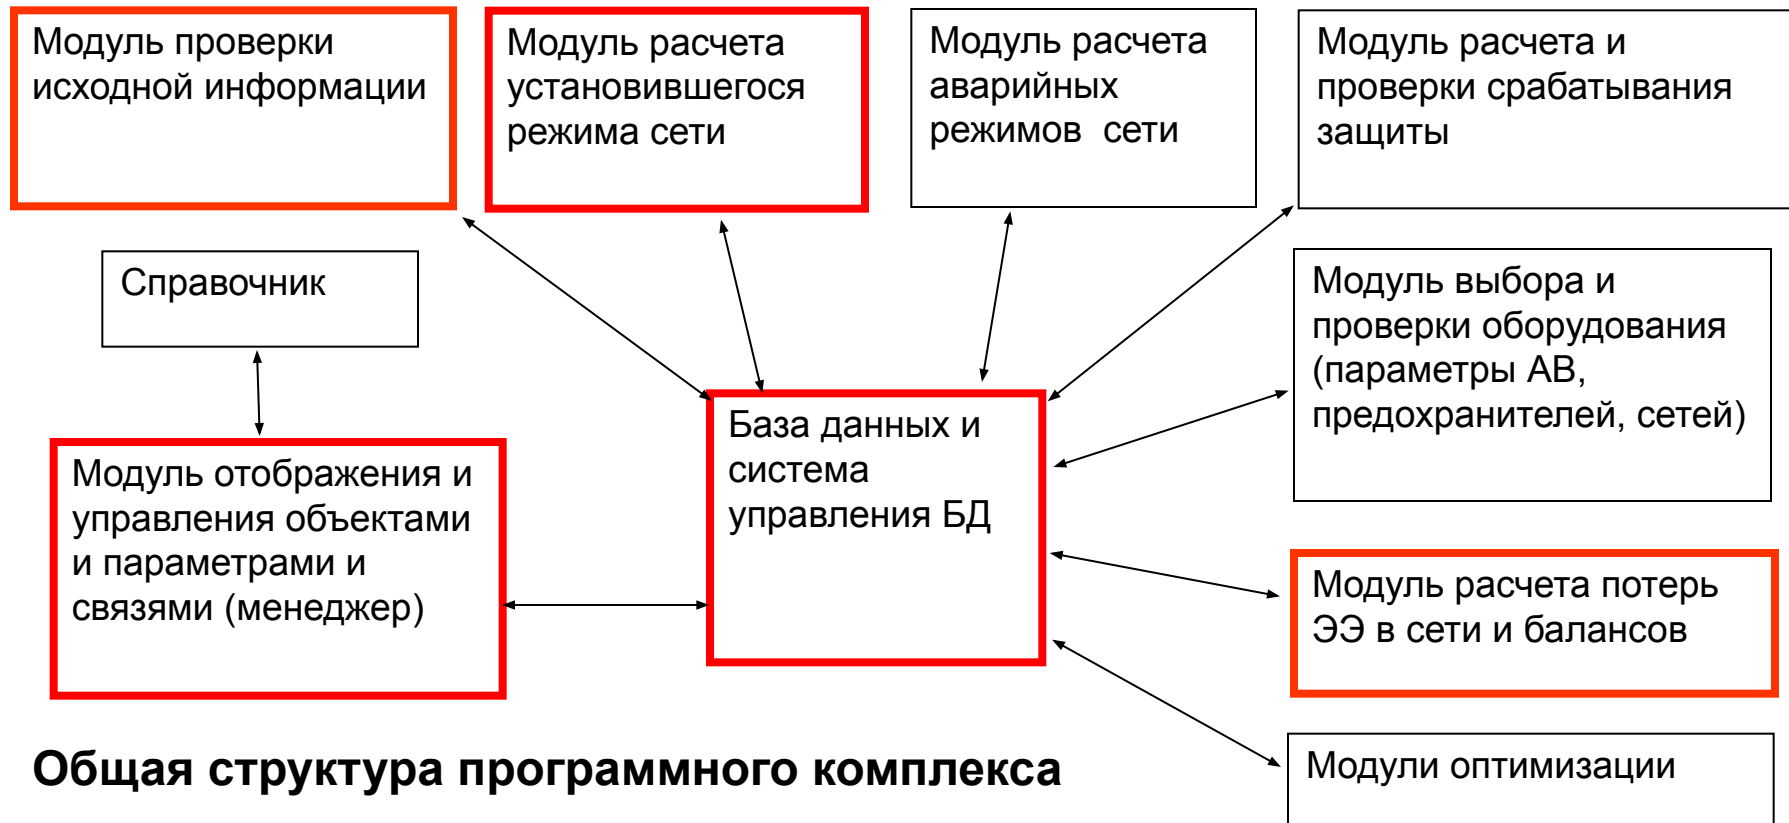 Модуль проверки
исходной информации
Модуль расчета
установившегося
режима сети
Модуль расчета
аварийных
режимов сети
Модуль расчета и
проверки срабатывания
защиты
Справочник
Модуль выбора и
проверки оборудования
(параметры АВ,
предохранителей, сетей)
База данных и
система
управления БД
Модуль отображения и
управления объектами
и параметрами и
связями (менеджер)
Модуль расчета потерь
ЭЭ в сети и балансов
Модули оптимизации
Общая структура программного комплекса